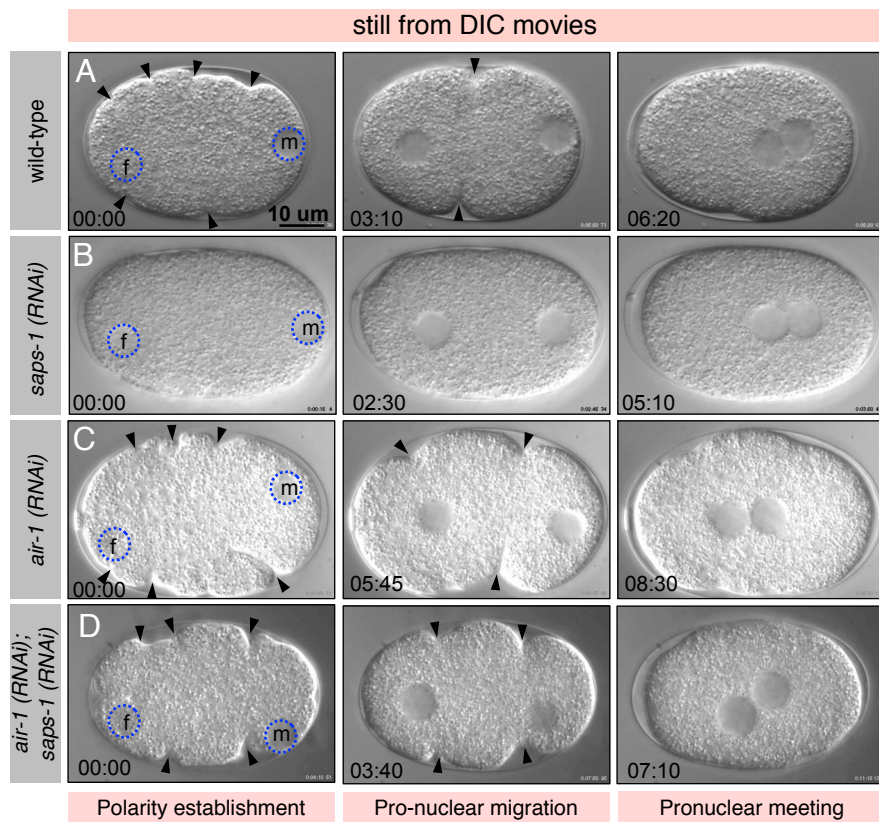 still from DIC movies
wild-type
A
f
m
00:00
10 um
03:10
06:20
saps-1 (RNAi)
B
f
m
00:00
02:30
05:10
air-1 (RNAi)
C
f
m
00:00
05:45
08:30
air-1 (RNAi);
saps-1 (RNAi)
D
f
m
00:00
03:40
07:10
Polarity establishment
Pro-nuclear migration
Pronuclear meeting